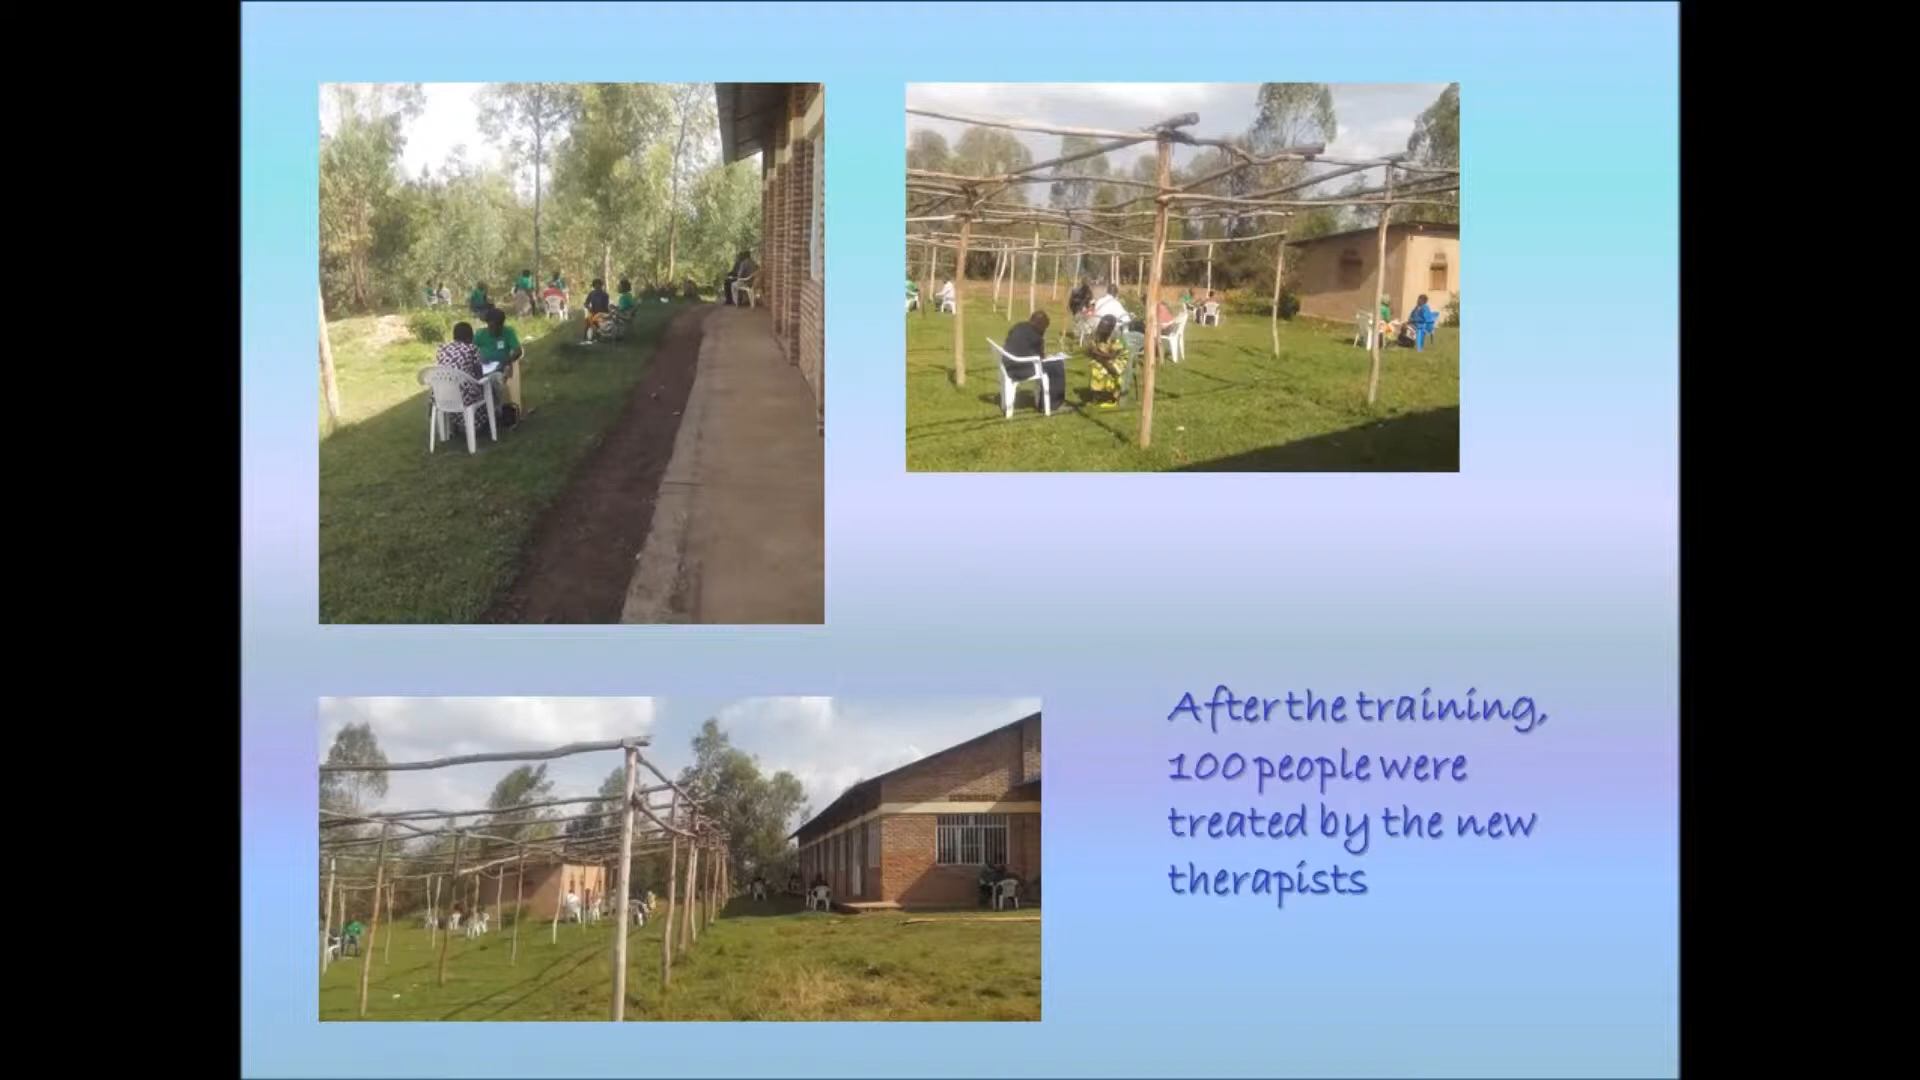 After the training,
100 people were
treated by the new
therapists